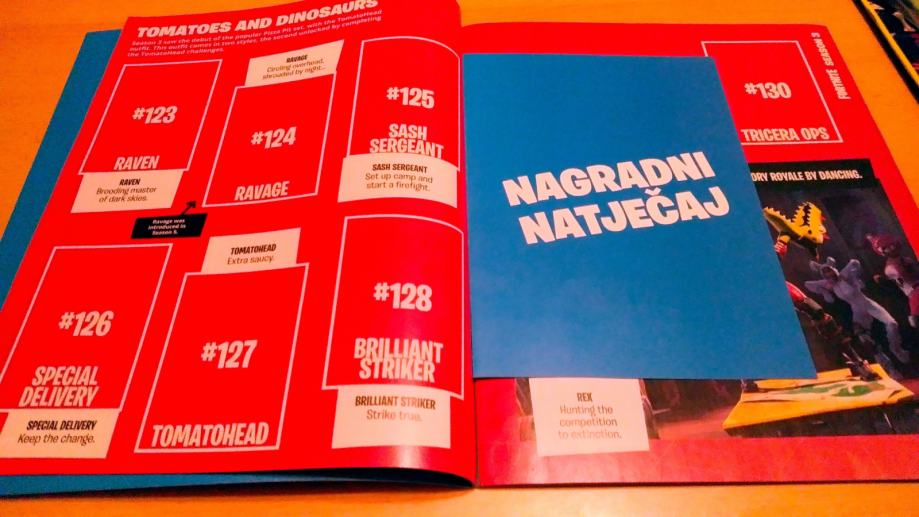 TOMATOES AND DINOSAURS
Season 3 saw the debut of the popular Pizza Pit set, with the TomatoHead
outfit. This outfit comes in two styles, the second unlocked by completing
the TomatoHead challenges.
#123
RAVEN
RAVEN
Brooding master
of dark skies.
RAVAGE
Circling overhead,
shrouded by night...
#124
RAVAGE
Ravage was
introduced in
Season 5.
#125
SASH
SERGEANT
SASH SERGEANT
Set up camp and
start a firefight.
#126
SPECIAL
DELIVERY
SPECIAL DELIVERY
Keep the change.
TOMATOHEAD
Extra saucy.
#127
TOMATOHEAD
#128
BRILLIANT
STRIKER
BRILLIANT STRIKER
Strike true.
NAGRADNI
NATJEČAJ
#130
TRICERA OPS
FORTNITE SEASON 3
ORY ROYALE BY DANCING.
REX
Hunting the
competition
to extinction.